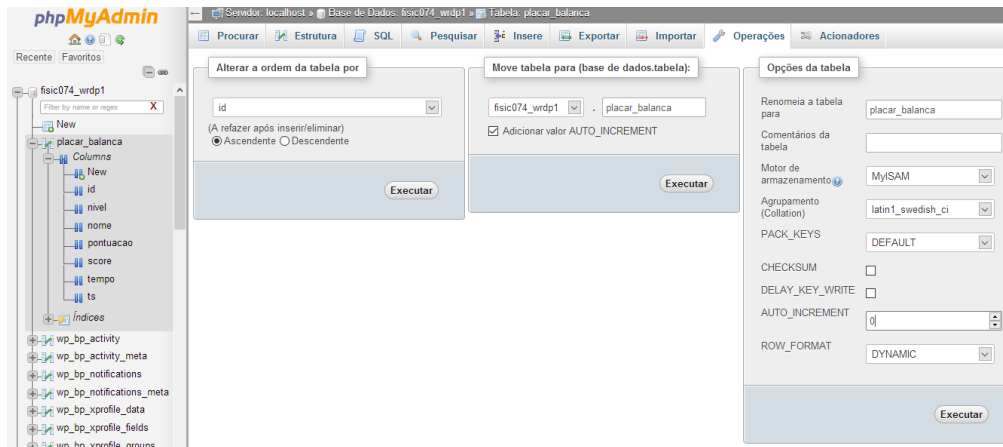 phpMyAdmin
Recente Favoritos
fisic074_wrdp1
Filter by name or regex X
New
placar_balanca
Columns
New
id
nivel
nome
pontuacao
score
tempo
ts
Índices
wp_bp_activity
wp_bp_activity_meta
wp_bp_notifications
wp_bp_notifications_meta
wp_bp_xprofile_data
wp_bp_xprofile_fields
wp_bp_xprofile_groups
Servidor: localhost » Base de Dados: fisic074_wrdp1 » Tabela: placar_balanca
Procurar Estrutura SQL Pesquisar Insere Exportar Importar Operações Acionadores
Alterar a ordem da tabela por
id
(A refazer após inserir/eliminar)
Ascendente Descendente
Executar
Move tabela para (base de dados.tabela):
fisic074_wrdp1 . placar_balanca
Adicionar valor AUTO_INCREMENT
Executar
Opções da tabela
Renomeia a tabela
para placar_balanca
Comentários da
tabela
Motor de
armazenamento MyISAM
Agrupamento
(Collation) latin1_swedish_ci
PACK_KEYS DEFAULT
CHECKSUM
DELAY_KEY_WRITE
AUTO_INCREMENT 0
ROW_FORMAT DYNAMIC
Executar